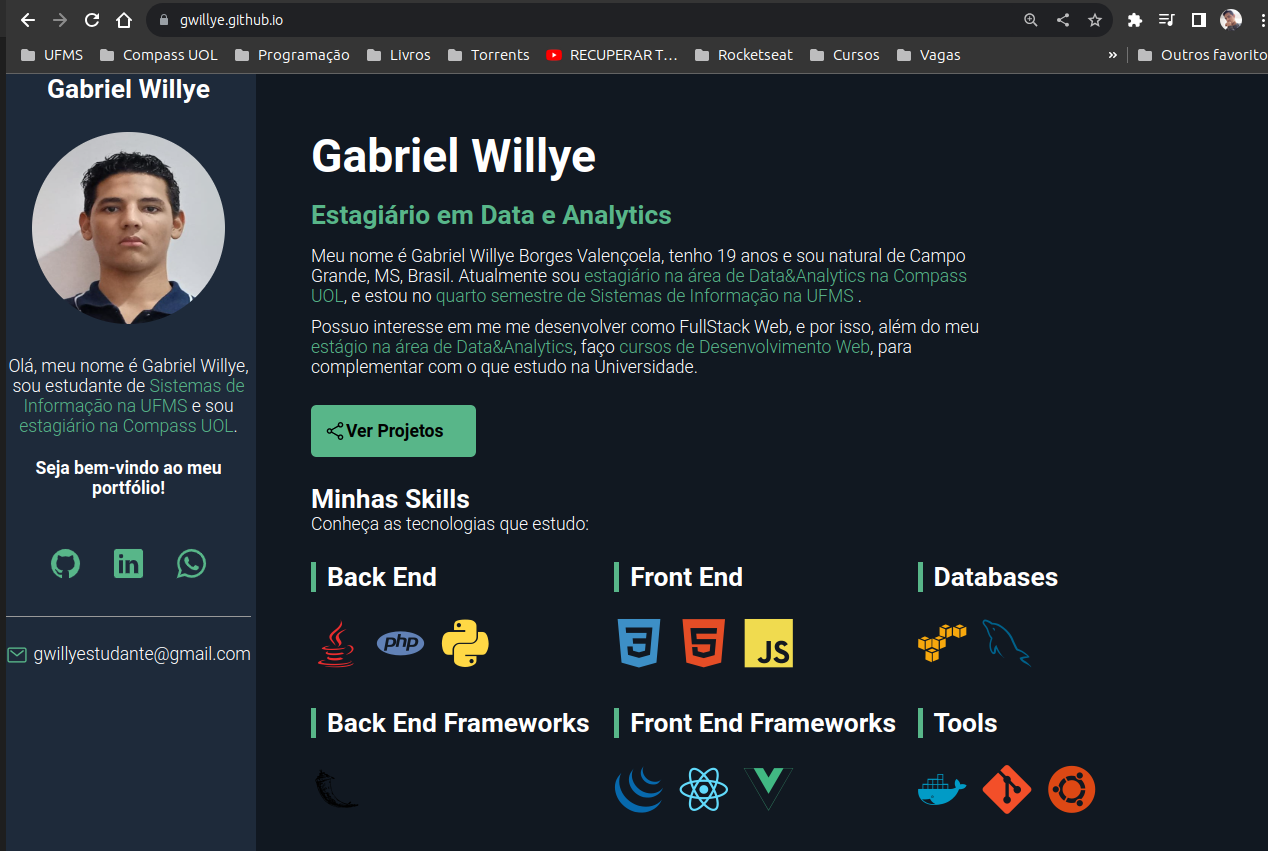 gwillye.github.io
UFMS Compass UOL Programação Livros Torrents RECUPERAR T... Rocketseat Cursos Vagas » Outros favorito
Gabriel Willye
Olá, meu nome é Gabriel Willye,
sou estudante de Sistemas de
Informação na UFMS e sou
estagiário na Compass UOL.
Seja bem-vindo ao meu
portfólio!
in
gwillyestudante@gmail.com
Gabriel Willye
Estagiário em Data e Analytics
Meu nome é Gabriel Willye Borges Valençoela, tenho 19 anos e sou natural de Campo
Grande, MS, Brasil. Atualmente sou estagiário na área de Data&Analytics na Compass
UOL, e estou no quarto semestre de Sistemas de Informação na UFMS .
Possuo interesse em me me desenvolver como FullStack Web, e por isso, além do meu
estágio na área de Data&Analytics, faço cursos de Desenvolvimento Web, para
complementar com o que estudo na Universidade.
Ver Projetos
Minhas Skills
Conheça as tecnologias que estudo:
Back End
php
Front End
3 5 JS
Databases
Back End Frameworks
Front End Frameworks
Tools